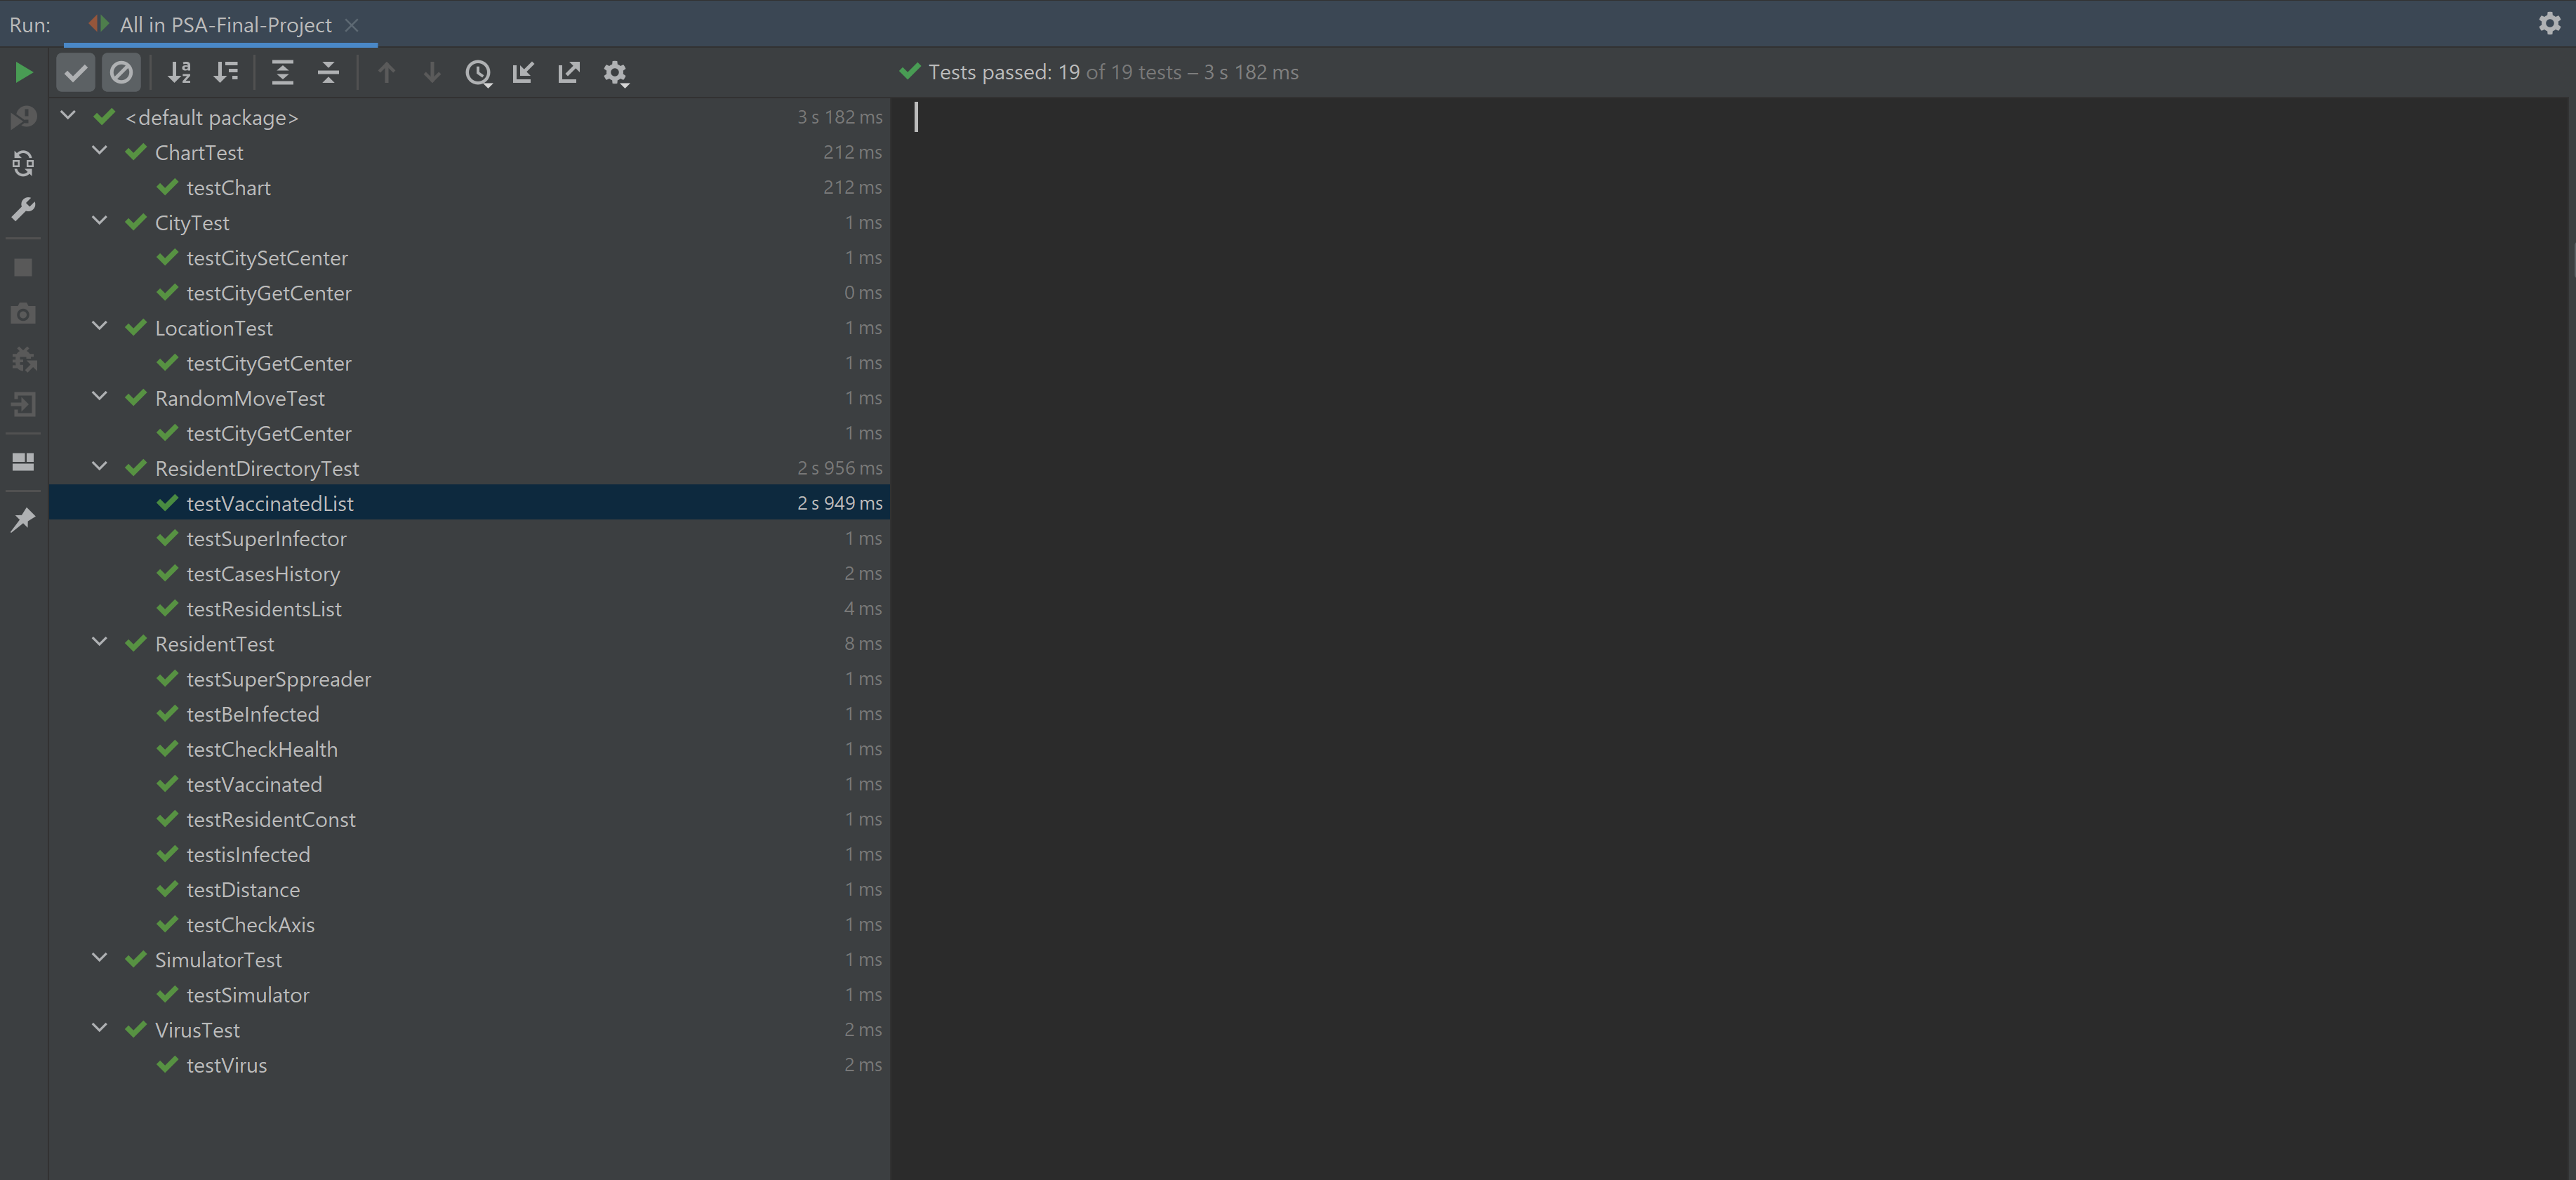 Run: All in PSA-Final-Project
Tests passed: 19 of 19 tests – 3 s 182 ms
<default package> 3 s 182 ms
ChartTest 212 ms
testChart 212 ms
CityTest 1 ms
testCitySetCenter 1 ms
testCityGetCenter 0 ms
LocationTest 1 ms
testCityGetCenter 1 ms
RandomMoveTest 1 ms
testCityGetCenter 1 ms
ResidentDirectoryTest 2 s 956 ms
testVaccinatedList 2 s 949 ms
testSuperInfector 1 ms
testCasesHistory 2 ms
testResidentsList 4 ms
ResidentTest 8 ms
testSuperSppreader 1 ms
testBeInfected 1 ms
testCheckHealth 1 ms
testVaccinated 1 ms
testResidentConst 1 ms
testisInfected 1 ms
testDistance 1 ms
testCheckAxis 1 ms
SimulatorTest 1 ms
testSimulator 1 ms
VirusTest 2 ms
testVirus 2 ms